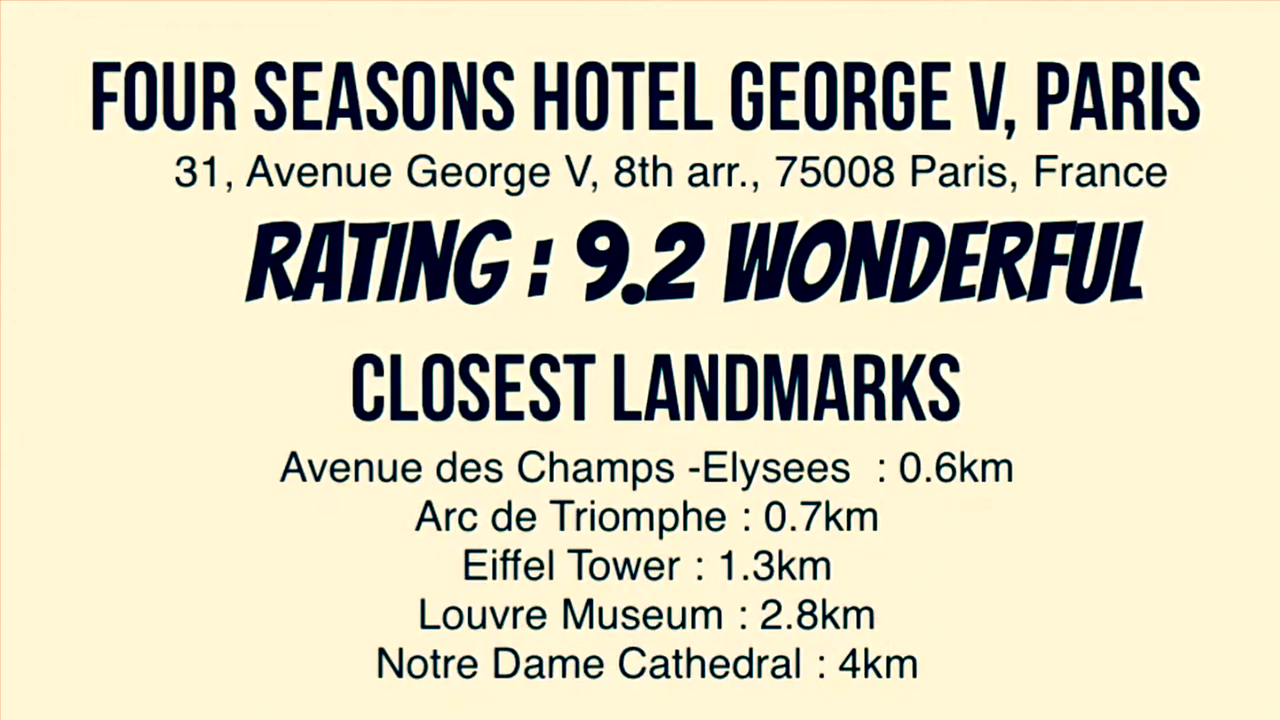 FOUR SEASONS HOTEL GEORGE V, PARIS
31, Avenue George V, 8th arr., 75008 Paris, France
RATING : 9.2 WONDERFUL
CLOSEST LANDMARKS
Avenue des Champs -Elysees : 0.6km
Arc de Triomphe : 0.7km
Eiffel Tower : 1.3km
Louvre Museum : 2.8km
Notre Dame Cathedral : 4km